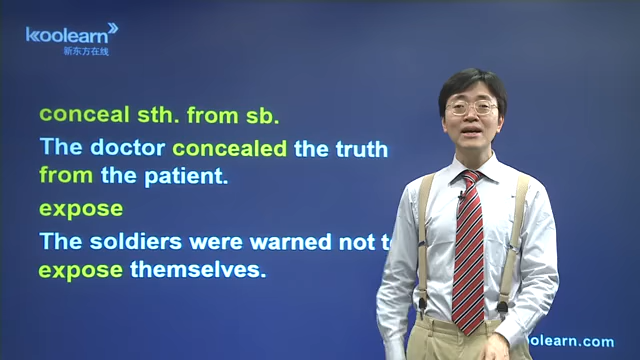 koolearn
新东方在线
conceal sth. from sb.
The doctor concealed the truth
from the patient.
expose
The soldiers were warned not to
expose themselves.
oolearn.com